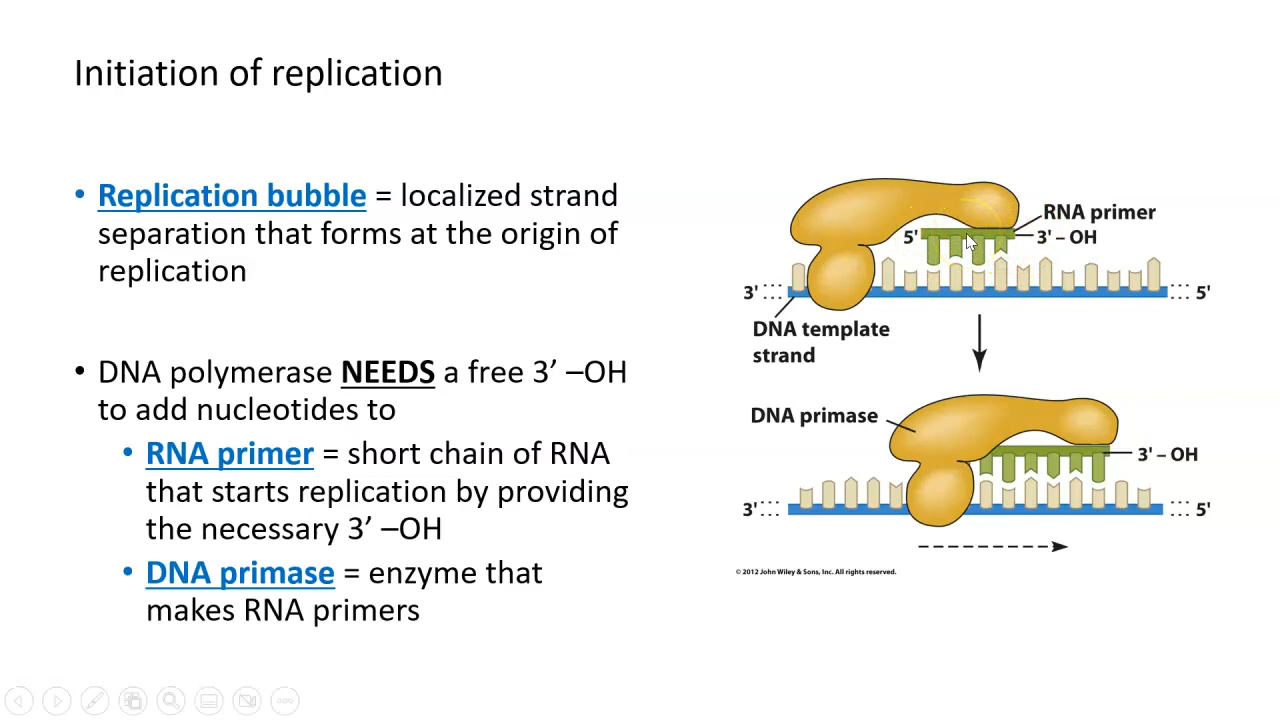 Initiation of replication
• Replication bubble = localized strand
separation that forms at the origin of
replication
• DNA polymerase NEEDS a free 3’ –OH
to add nucleotides to
• RNA primer = short chain of RNA
that starts replication by providing
the necessary 3’ –OH
• DNA primase = enzyme that
makes RNA primers
RNA primer
5' 3' – OH
3' 5'
DNA template
strand
DNA primase
3' – OH
3' 5'
© 2012 John Wiley & Sons, Inc. All rights reserved.